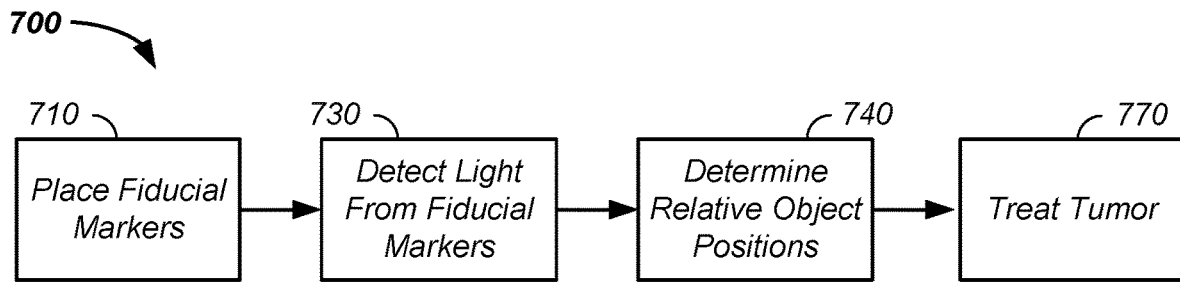 700
710
730
740
770
Place Fiducial
Markers
Detect Light
From Fiducial
Markers
Determine
Relative Object
Positions
Treat Tumor